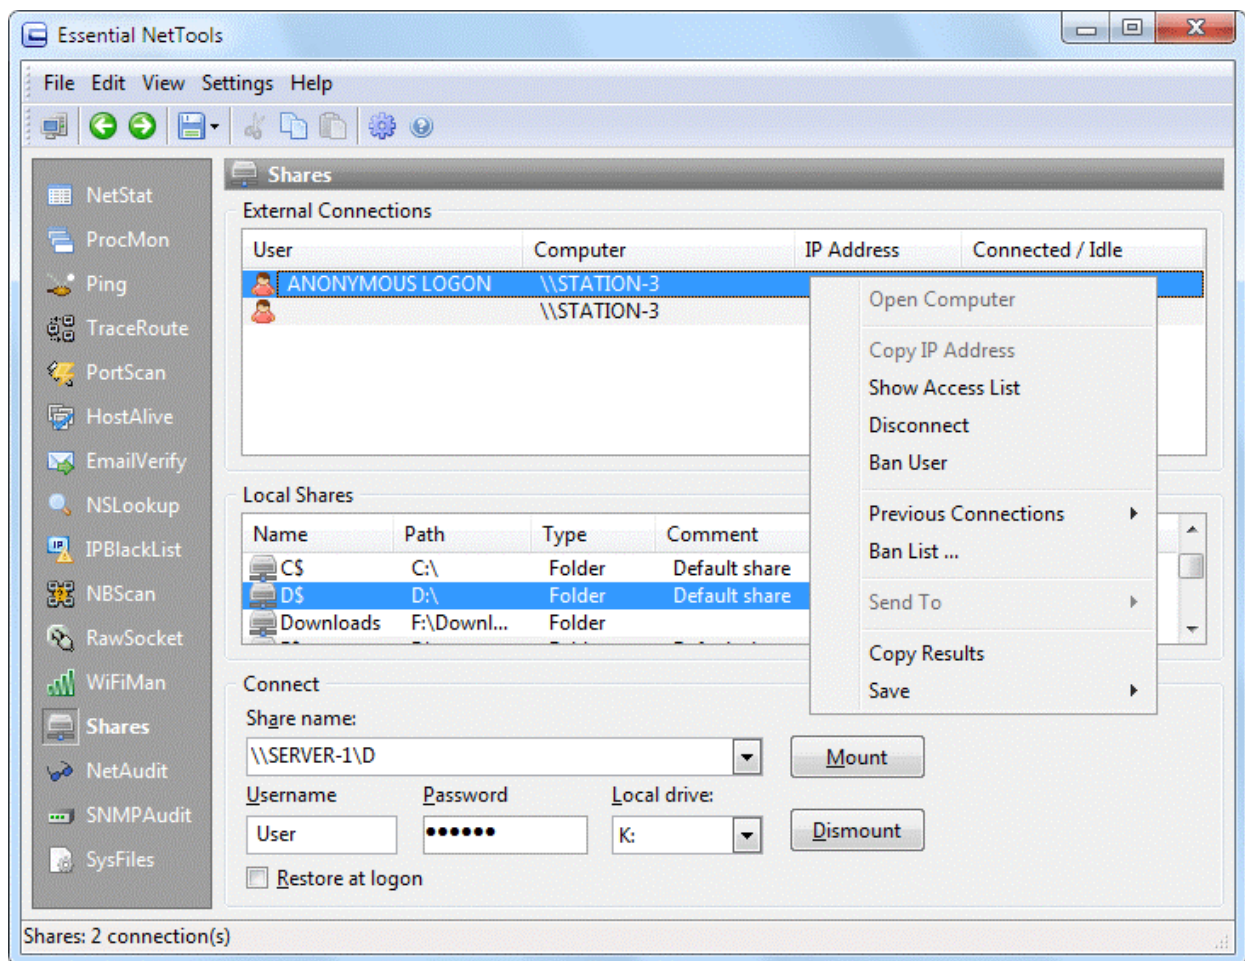 Essential NetTools
File Edit View Settings Help
NetStat
ProcMon
Ping
TraceRoute
PortScan
HostAlive
EmailVerify
NSLookup
IP
IPBlackList
NBScan
RawSocket
WiFiMan
Shares
NetAudit
SNMPAudit
SysFiles
Shares
External Connections
User Computer IP Address Connected / Idle
ANONYMOUS LOGON \\STATION-3
\\STATION-3
Open Computer
Copy IP Address
Show Access List
Disconnect
Ban User
Previous Connections
Ban List ...
Send To
Copy Results
Save
Local Shares
Name Path Type Comment
C$ C:\ Folder Default share
D$ D:\ Folder Default share
Downloads F:\Downl... Folder
Connect
Share name:
\\SERVER-1\D
Mount
Username Password Local drive:
User ●●●●●● K:
Dismount
Restore at logon
Shares: 2 connection(s)